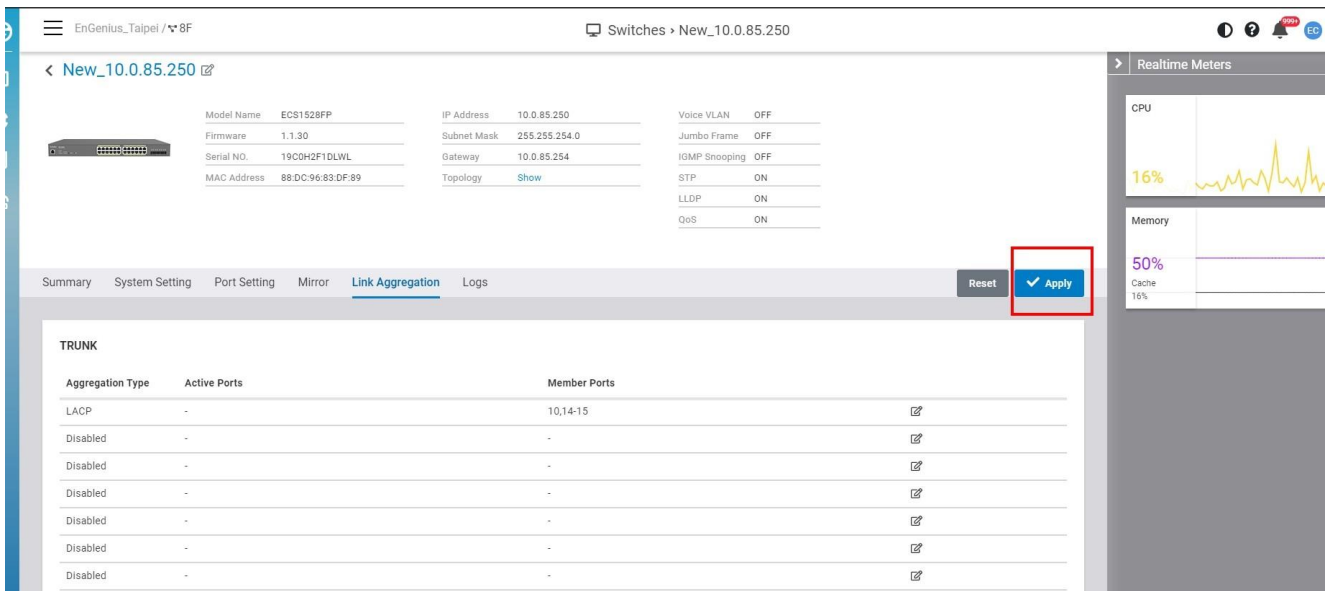 EnGenius_Taipei / 8F
Switches › New_10.0.85.250
999+
EC
New_10.0.85.250
Model Name ECS1528FP
Firmware 1.1.30
Serial NO. 19C0H2F1DLWL
MAC Address 88:DC:96:83:DF:89
IP Address 10.0.85.250
Subnet Mask 255.255.254.0
Gateway 10.0.85.254
Topology Show
Voice VLAN OFF
Jumbo Frame OFF
IGMP Snooping OFF
STP ON
LLDP ON
QoS ON
Realtime Meters
CPU
16%
Memory
50%
Cache
16%
Summary System Setting Port Setting Mirror Link Aggregation Logs Reset Apply
TRUNK
Aggregation Type Active Ports Member Ports
LACP - 10,14-15
Disabled - -
Disabled - -
Disabled - -
Disabled - -
Disabled - -
Disabled - -